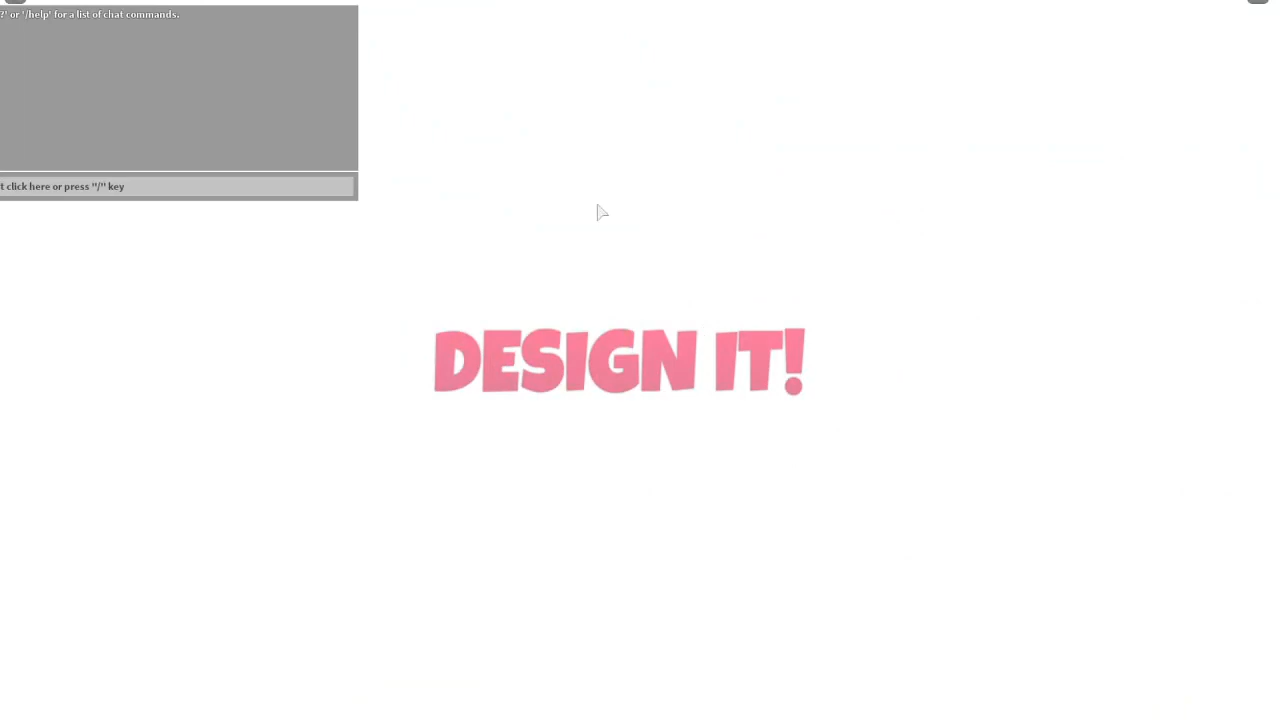 ?' or '/help' for a list of chat commands.
t click here or press "/" key
DESIGN IT!